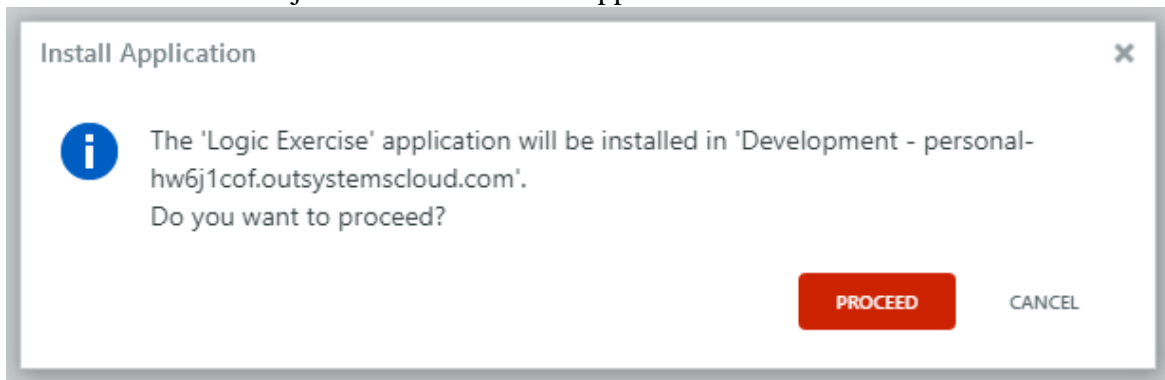 Install Application
The 'Logic Exercise' application will be installed in 'Development - personal-
hw6j1cof.outsystemscloud.com'.
Do you want to proceed?
PROCEED
CANCEL